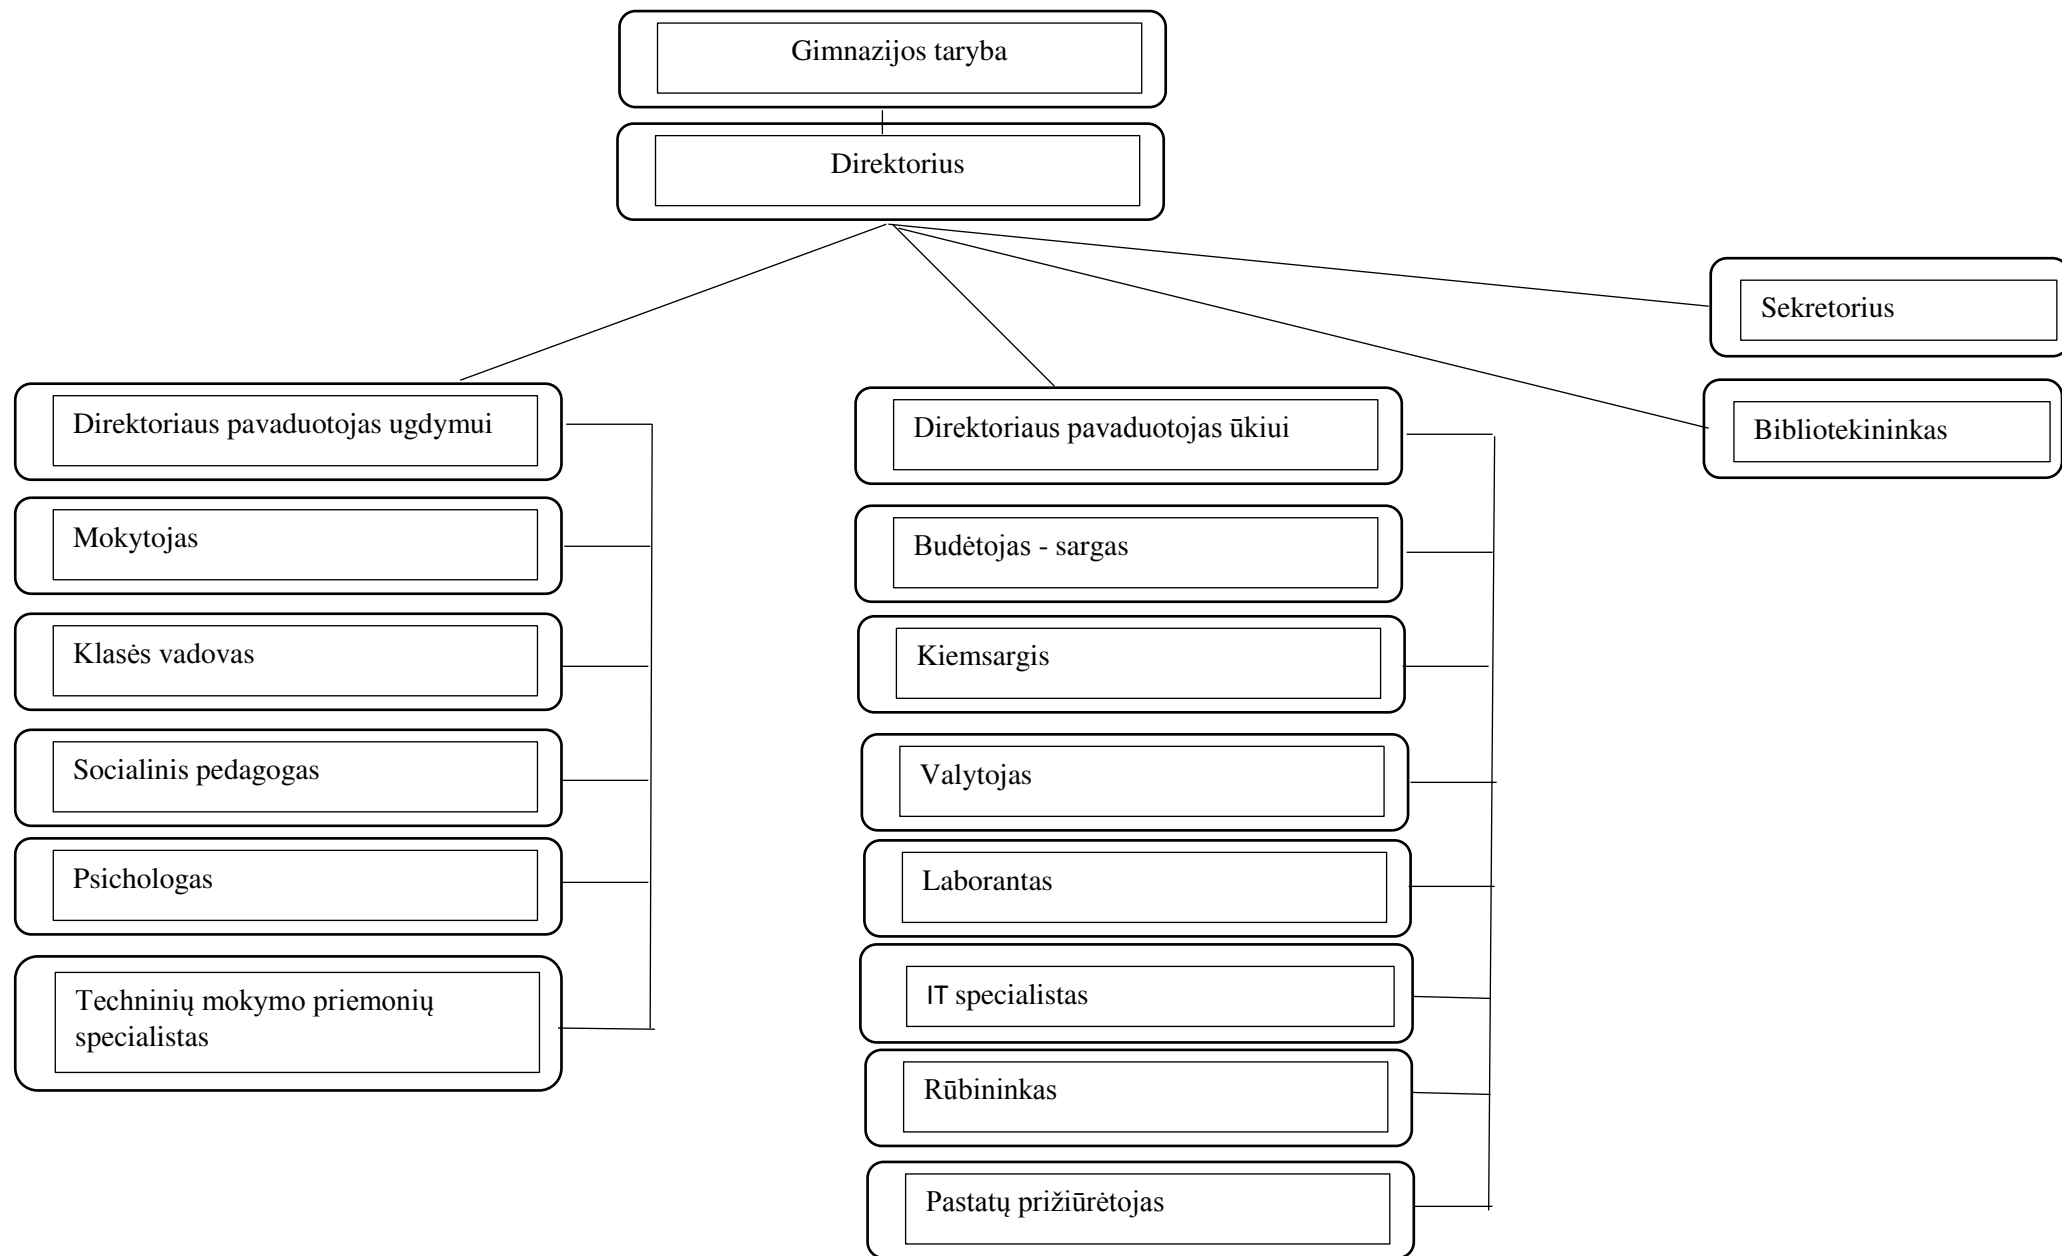 Gimnazijos taryba
Direktorius
Sekretorius
Bibliotekininkas
Direktoriaus pavaduotojas ugdymui
Mokytojas
Klasės vadovas
Socialinis pedagogas
Psichologas
Techninių mokymo priemonių
specialistas
Direktoriaus pavaduotojas ūkiui
Budėtojas - sargas
Kiemsargis
Valytojas
Laborantas
IT specialistas
Rūbininkas
Pastatų prižiūrėtojas